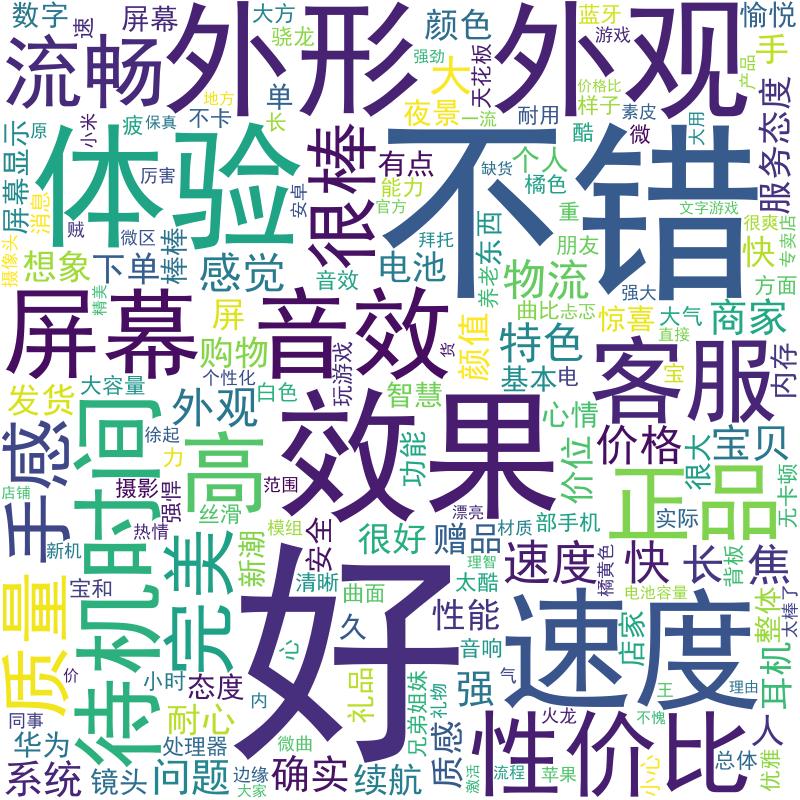 数字
速
屏幕
大方
骁龙
强劲
颜色
蓝牙
游戏
愉悦
流畅
外形
外观
天花板
产品
手
地方
单
大
夜景
价格比
样子
服务态度
屏幕显示
原
小米
疲
保真
不卡
长
一流
耐用
素皮
酷
微
大用
体验
厉害
很棒
有点
能力
官方
不错
缺货
个人
橘色
重
文字游戏
很爽
专卖店
消息
贼
微区
安卓
拜托
朋友
快
摄像头
想象
下单
棒棒
感觉
音效
电池
养老
东西
物流
强大
方面
精美
屏幕
屏
音效
货
颜值
曲比
忐忑
惊喜
大气
直接
商家
购物
玩游戏
特色
客服
内存
发货
大容量
个性化
白色
智慧
基本
电
宝
外观
心情
手感
待机时间
徐起
力
高
效果
功能
价位
价格
很大
宝贝
店铺
摄影
强悍
丝滑
范围
漂亮
正品
无卡顿
新机
热情
模组
安全
很好
赠品
材质
部手机
实际
理智
质量
宝和
完美
新潮
清晰
曲面
太酷
速度
快
橘黄色
长
背板
焦
电池容量
太棒了
好
久
性能
速度
店家
整体
耳机
价
小时
态度
心
音响
礼品
强
气
王
理由
同事
耐心
内
兄弟姐妹
礼物
火龙
不愧
人
华为
处理器
微曲
质感
性价比
总体
优雅
系统
镜头
问题
边缘
大家
确实
续航
激活
流程
苹果
小心